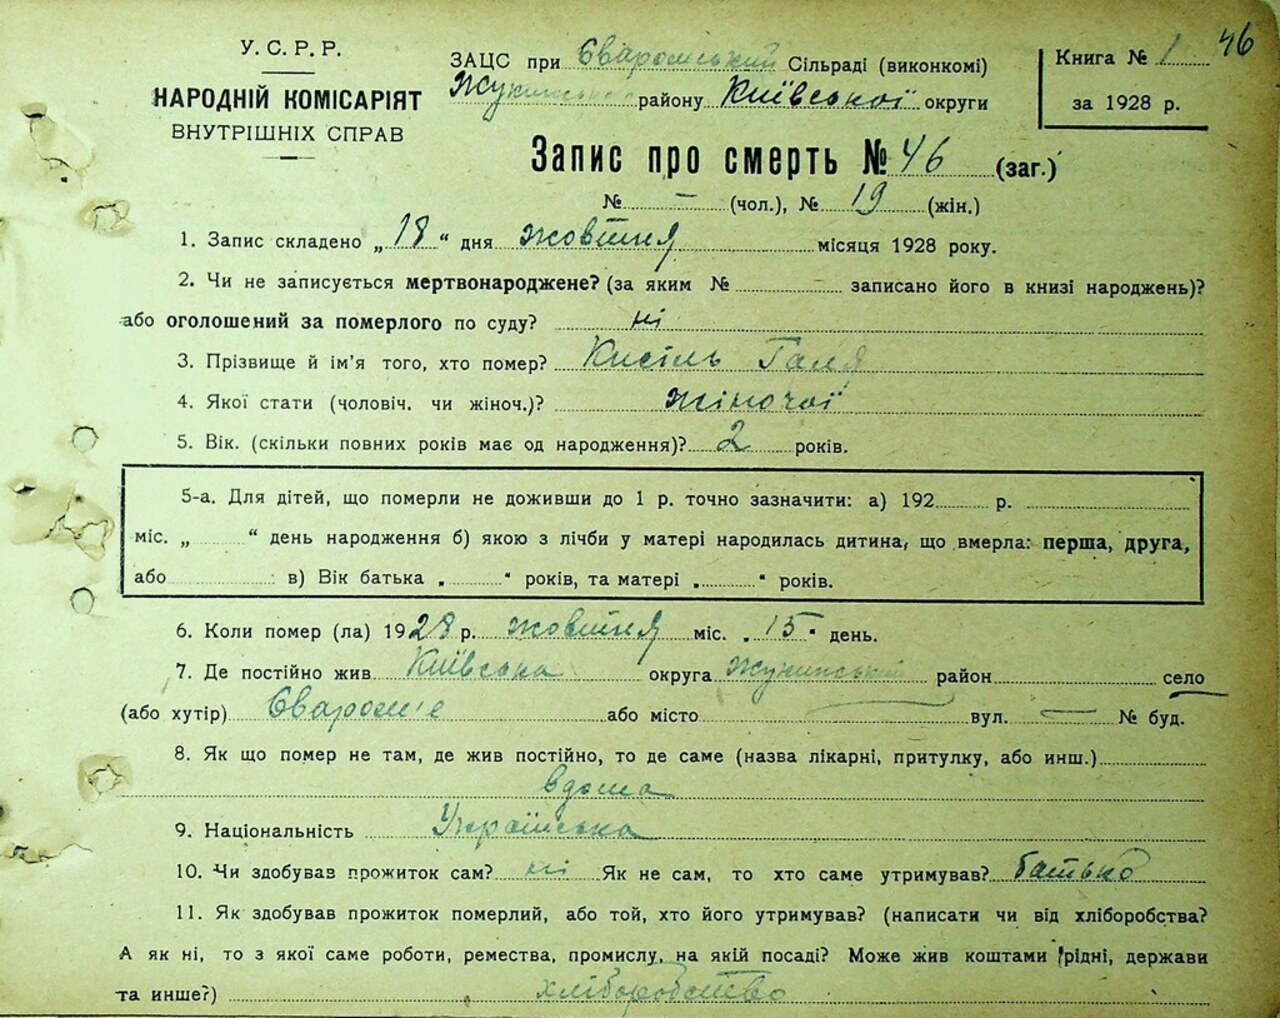 46
У. С. Р. Р.
НАРОДНІЙ КОМІСАРІЯТ
ВНУТРІШНІХ СПРАВ
ЗАЦС при Єваромський Сільраді (виконкомі)
Жукинсько району Київської округи
Книга № 1
за 1928 р.
Запис про смерть № 46 (заг.)
№ – (чол.), № 19 (жін.)
1. Запис складено „18“ дня жовтня місяця 1928 року.
2. Чи не записується мертвонароджене? (за яким № – записано його в книзі народжень)?
або оголошений за померлого по суду? ні
3. Прізвище й ім'я того, хто помер? Кисіль Галя
4. Якої стати (чоловіч. чи жіноч.)? жіночої
5. Вік. (скільки повних років має од народження)? 2 років.
5-а. Для дітей, що померли не доживши до 1 р. точно зазначити: а) 192 р.
міс. „ “ день народження б) якою з лічби у матері народилась дитина, що вмерла: перша, друга,
або : в) Вік батька „ “ років, та матері „ “ років.
6. Коли помер (ла) 1928 р. жовтня міс. „15“ день.
7. Де постійно жив Київська округа Жукинський район село
(або хутір) Єваром'є або місто – вул. – № буд.
8. Як що помер не там, де жив постійно, то де саме (назва лікарні, притулку, або инш.)
вдома
9. Національність Українська
10. Чи здобував прожиток сам? ні Як не сам, то хто саме утримував? батько
11. Як здобував прожиток померлий, або той, хто його утримував? (написати чи від хліборобства?
А як ні, то з якої саме роботи, ремества, промислу, на якій посаді? Може жив коштами рідні, держави
та инше?) хліборобство